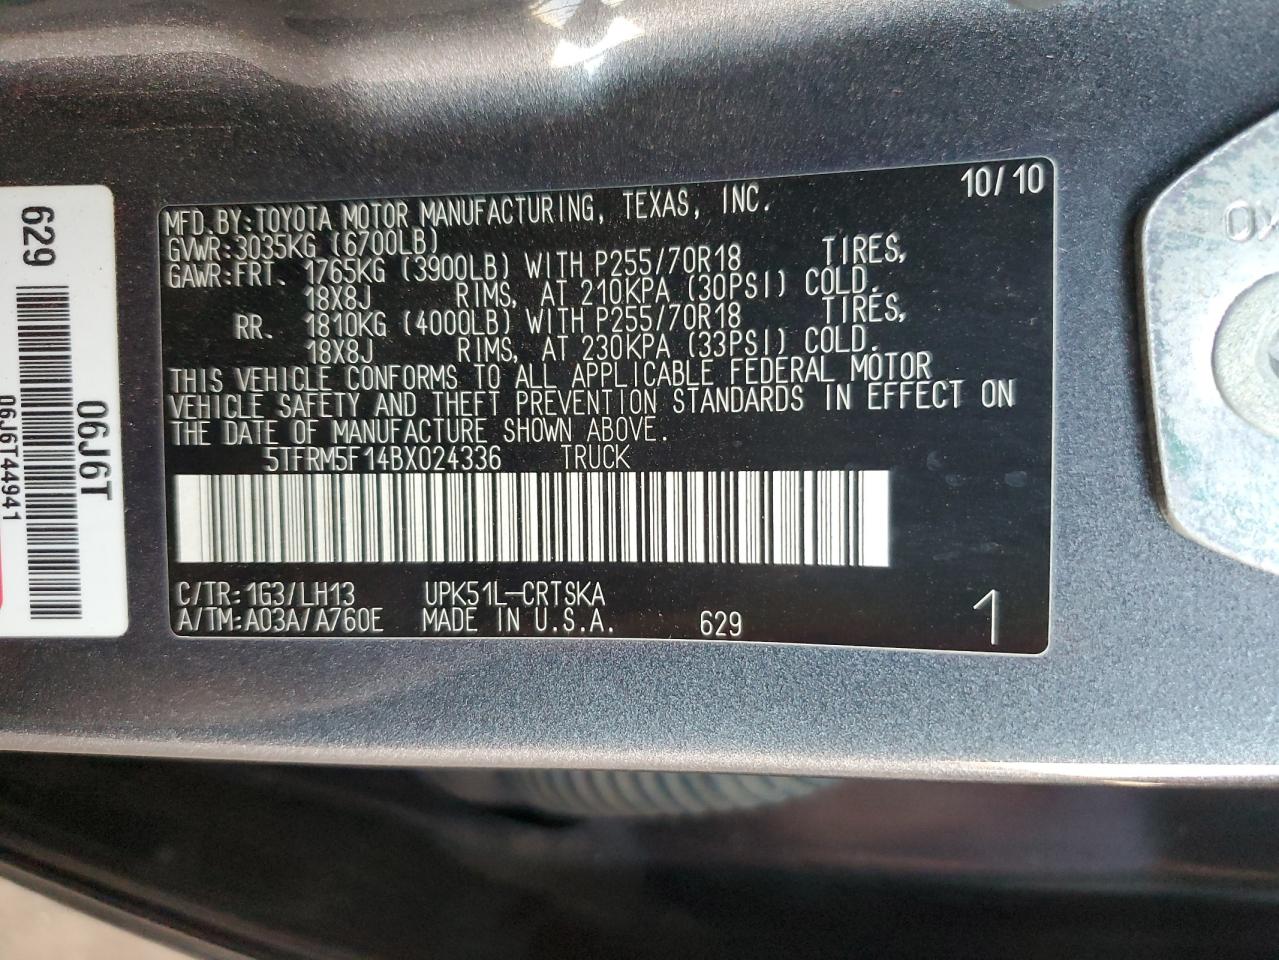 MFD.BY:TOYOTA MOTOR MANUFACTURING, TEXAS, INC. 10/10
GVWR:3035KG (6700LB)
GAWR:FRT. 1765KG (3900LB) WITH P255/70R18 TIRES,
18X8J RIMS, AT 210KPA (30PSI) COLD.
RR. 1810KG (4000LB) WITH P255/70R18 TIRES,
18X8J RIMS, AT 230KPA (33PSI) COLD.
THIS VEHICLE CONFORMS TO ALL APPLICABLE FEDERAL MOTOR
VEHICLE SAFETY AND THEFT PREVENTION STANDARDS IN EFFECT ON
THE DATE OF MANUFACTURE SHOWN ABOVE.
5TFRM5F14BX024336 TRUCK
C/TR:1G3/LH13 UPK51L-CRTSKA
A/TM:A03A/A760E MADE IN U.S.A. 629 1
629
06J6T
06J6T44941